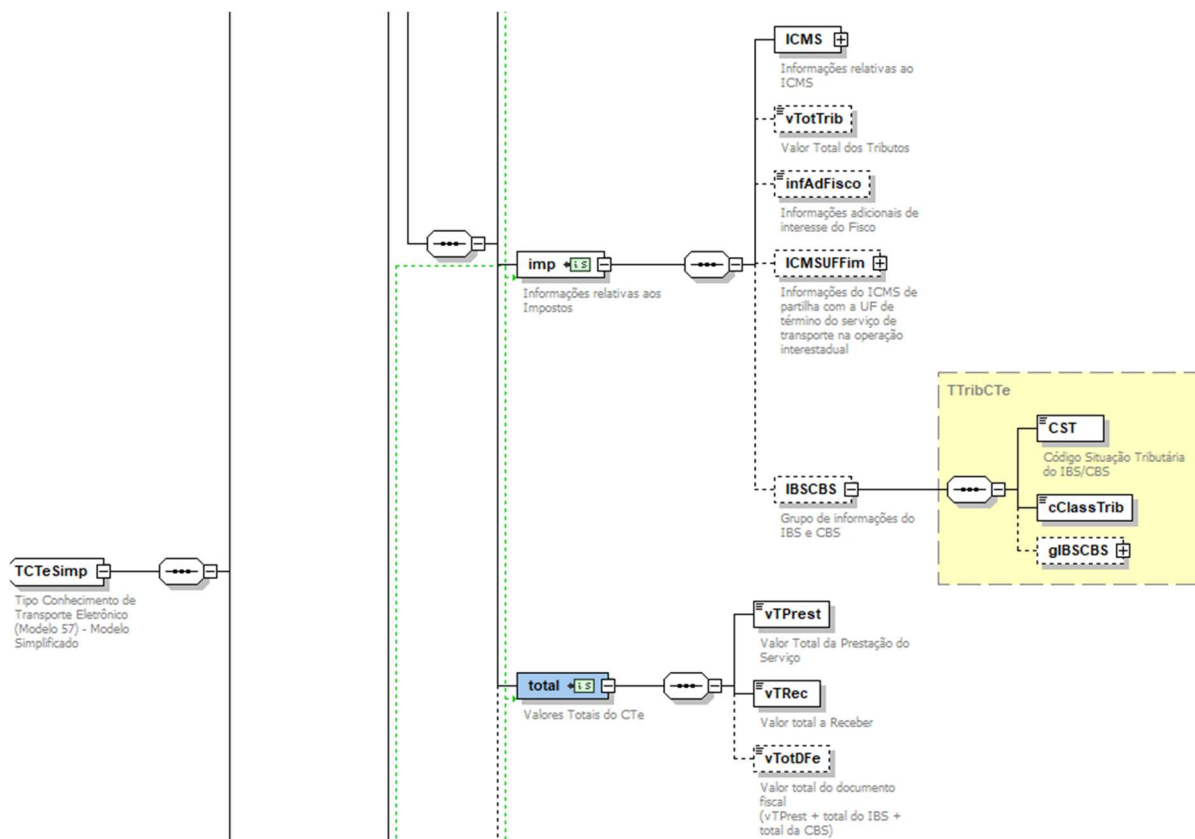 ICMS
Informações relativas ao
ICMS
vTotTrib
Valor Total dos Tributos
infAdFisco
Informações adicionais de
interesse do Fisco
imp
Informações relativas aos
Impostos
ICMSUFFim
Informações do ICMS de
partilha com a UF de
término do serviço de
transporte na operação
interestadual
TTribCTe
CST
Código Situação Tributária
do IBS/CBS
IBSCBS
Grupo de informações do
IBS e CBS
cClassTrib
gIBSCBS
TCTeSimp
Tipo Conhecimento de
Transporte Eletrônico
(Modelo 57) - Modelo
Simplificado
vTPrest
Valor Total da Prestação do
Serviço
total
Valores Totais do CTe
vTRec
Valor total a Receber
vTotDFe
Valor total do documento
fiscal
(vTPrest + total do IBS +
total da CBS)